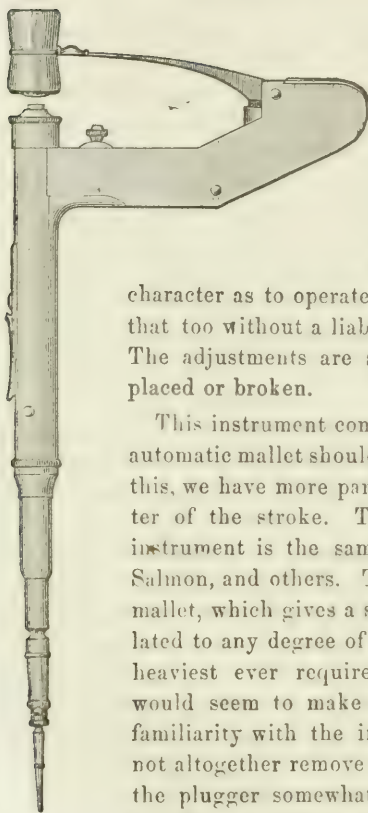 character as to operate
that too without a liab
The adjustments are a
placed or broken.
This instrument con
automatic mallet shoul
this, we have more par
ter of the stroke. T
instrument is the sam
Salmon, and others. T
mallet, which gives a s
lated to any degree of
heaviest ever require
would seem to make
familiarity with the in
not altogether remove
the plugger somewhat